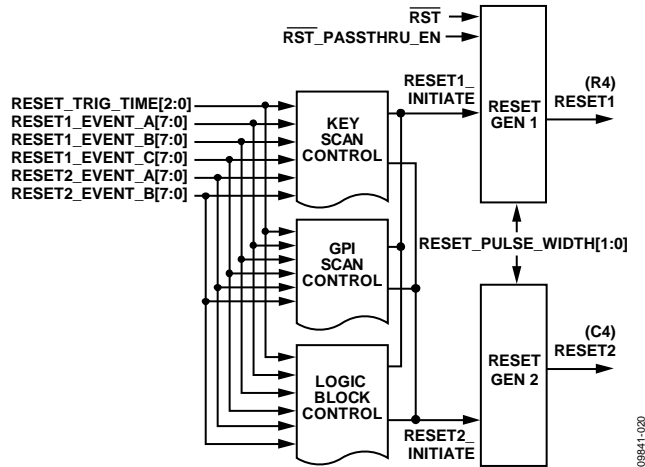 RST
RST_PASSTHRU_EN
RESET_TRIG_TIME[2:0]
RESET1_EVENT_A[7:0]
RESET1_EVENT_B[7:0]
RESET1_EVENT_C[7:0]
RESET2_EVENT_A[7:0]
RESET2_EVENT_B[7:0]
KEY
SCAN
CONTROL
RESET1_
INITIATE
RESET
GEN 1
(R4)
RESET1
GPI
SCAN
CONTROL
RESET_PULSE_WIDTH[1:0]
LOGIC
BLOCK
CONTROL
RESET2_
INITIATE
RESET
GEN 2
(C4)
RESET2
09841-020